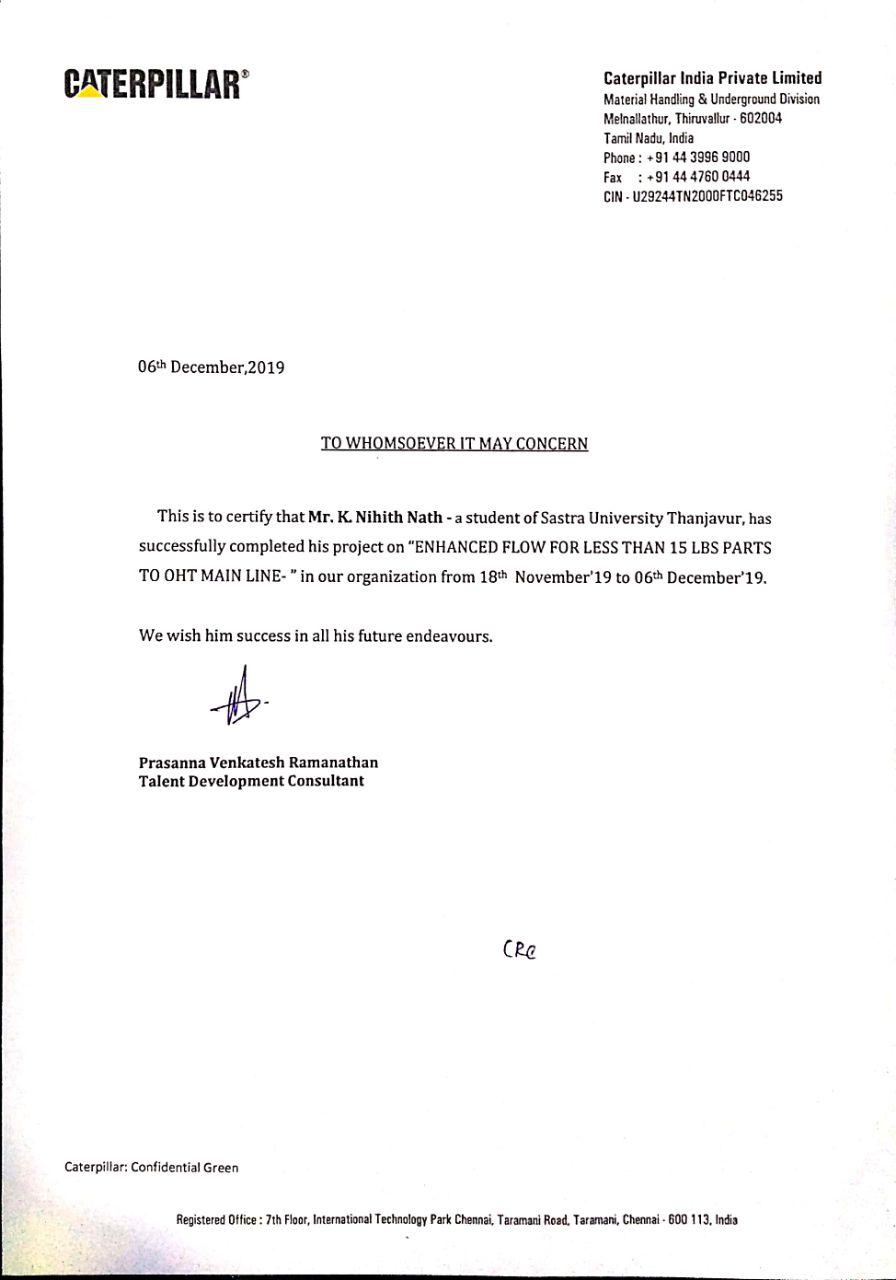 CATERPILLAR®
Caterpillar India Private Limited
Material Handling & Underground Division
Melnallathur, Thiruvallur - 602004
Tamil Nadu, India
Phone : +91 44 3996 9000
Fax : +91 44 4760 0444
CIN - U29244TN2000FTC046255
06th December,2019
TO WHOMSOEVER IT MAY CONCERN
This is to certify that Mr. K. Nihith Nath - a student of Sastra University Thanjavur, has
successfully completed his project on "ENHANCED FLOW FOR LESS THAN 15 LBS PARTS
TO OHT MAIN LINE- " in our organization from 18th November'19 to 06th December'19.
We wish him success in all his future endeavours.
Prasanna Venkatesh Ramanathan
Talent Development Consultant
Caterpillar: Confidential Green
Registered Office : 7th Floor, International Technology Park Chennai, Taramani Road, Taramani, Chennai - 600 113, India